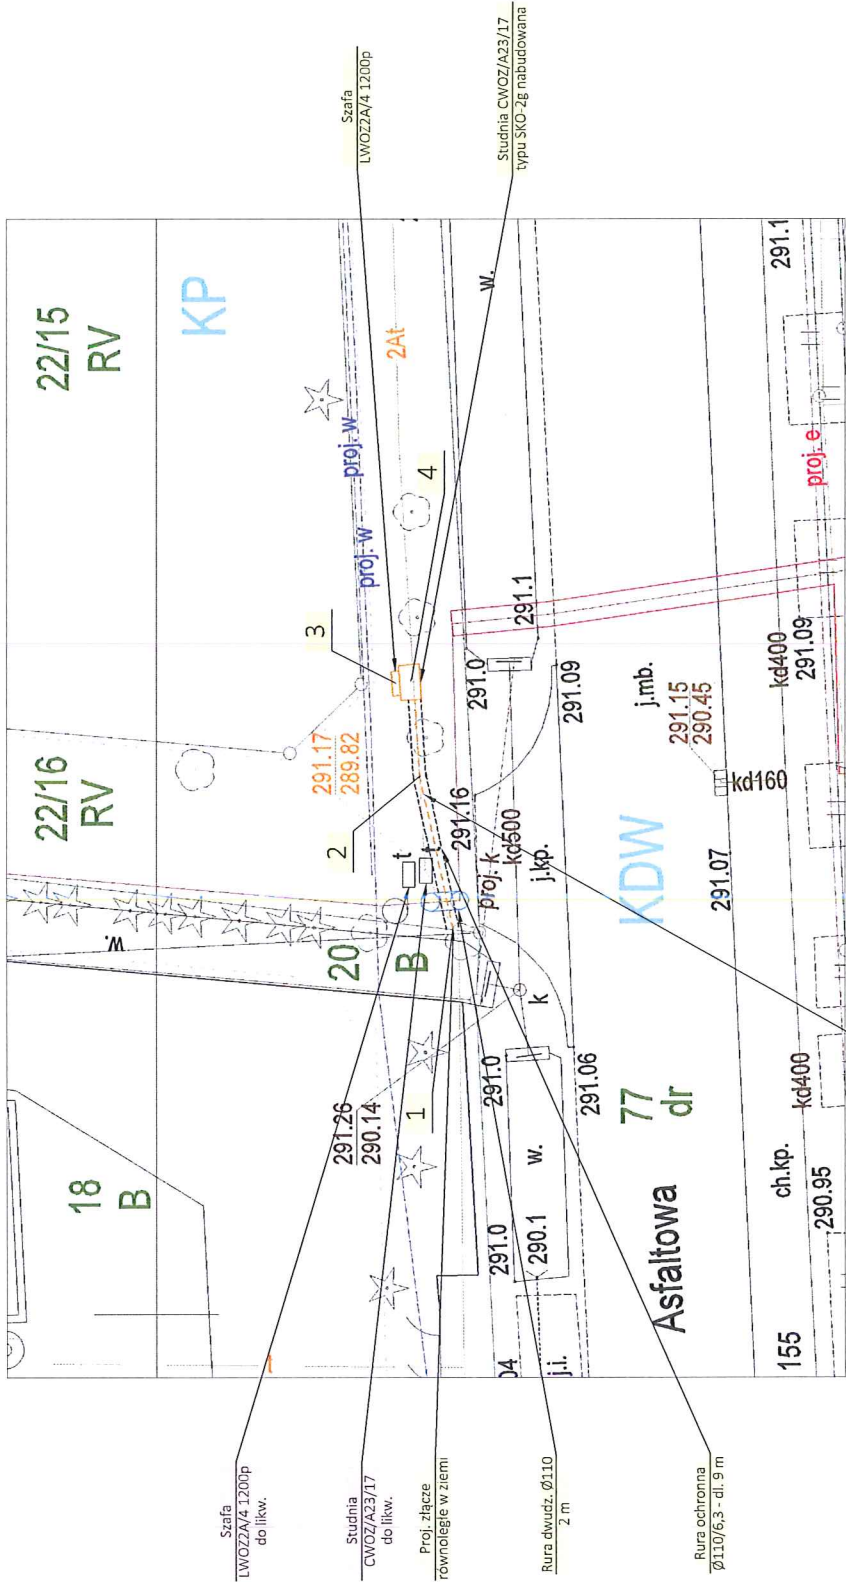 Szafa
LWOZ2A/4 1200p
do likw.
Studnia
CWOZ/A23/17
do likw.
Proj. złącze
równoległe w ziemi
Rura dwudz. Ø110
2 m
Rura ochronna
Ø110/6,3 - dł. 9 m
Szafa
LWOZ2A/4 1200p
Studnia CWOZ/A23/17
typu SKO-2g nabudowana
18
B
22/16
RV
22/15
RV
KP
w.
20
B
2
3
4
1
t
t
291.17
289.82
proj. w
proj. w
2At
291.26
290.14
291.16
proj. k
kd500
j.kp.
k
291.0
291.0
291.0
291.1
w.
w.
290.1
291.06
291.09
04
j.i.
Asfaltowa
77
dr
KDW
j.mb.
291.15
290.45
kd160
291.07
155
ch.kp.
290.95
kd400
kd400
291.09
proj. e
291.1